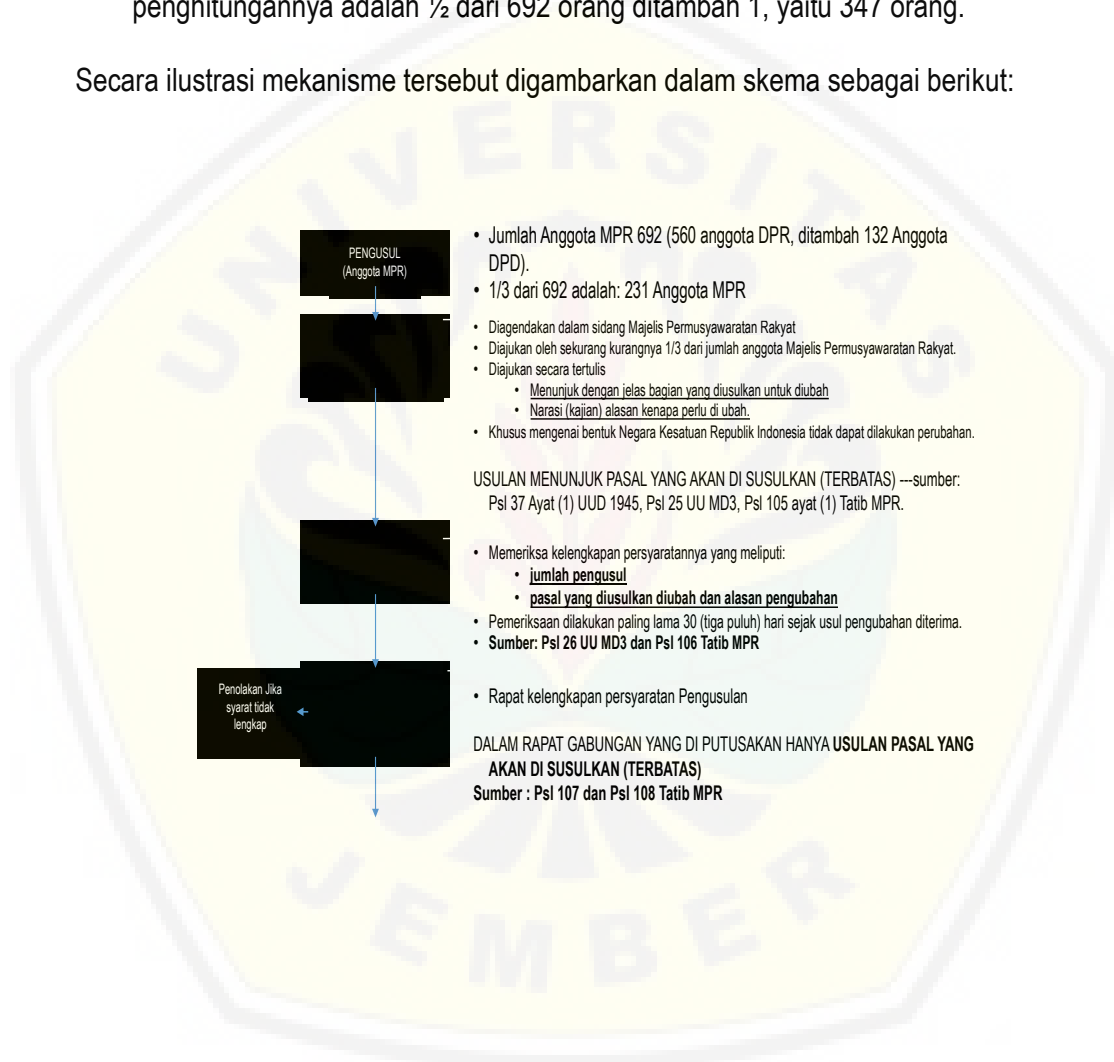 penghitungannya adalah ½ dari 692 orang ditambah 1, yaitu 347 orang.
Secara ilustrasi mekanisme tersebut digambarkan dalam skema sebagai berikut:
UNIVERSITAS
PENGUSUL
(Anggota MPR)
• Jumlah Anggota MPR 692 (560 anggota DPR, ditambah 132 Anggota
DPD).
• 1/3 dari 692 adalah: 231 Anggota MPR
• Diagendakan dalam sidang Majelis Permusyawaratan Rakyat
• Diajukan oleh sekurang kurangnya 1/3 dari jumlah anggota Majelis Permusyawaratan Rakyat.
• Diajukan secara tertulis
• Menunjuk dengan jelas bagian yang diusulkan untuk diubah
• Narasi (kajian) alasan kenapa perlu di ubah.
• Khusus mengenai bentuk Negara Kesatuan Republik Indonesia tidak dapat dilakukan perubahan.
USULAN MENUNJUK PASAL YANG AKAN DI SUSULKAN (TERBATAS) ---sumber:
Psl 37 Ayat (1) UUD 1945, Psl 25 UU MD3, Psl 105 ayat (1) Tatib MPR.
• Memeriksa kelengkapan persyaratannya yang meliputi:
• jumlah pengusul
• pasal yang diusulkan diubah dan alasan pengubahan
• Pemeriksaan dilakukan paling lama 30 (tiga puluh) hari sejak usul pengubahan diterima.
• Sumber: Psl 26 UU MD3 dan Psl 106 Tatib MPR
Penolakan Jika
syarat tidak
lengkap
• Rapat kelengkapan persyaratan Pengusulan
DALAM RAPAT GABUNGAN YANG DI PUTUSAKAN HANYA USULAN PASAL YANG
AKAN DI SUSULKAN (TERBATAS)
Sumber : Psl 107 dan Psl 108 Tatib MPR
JEMBER